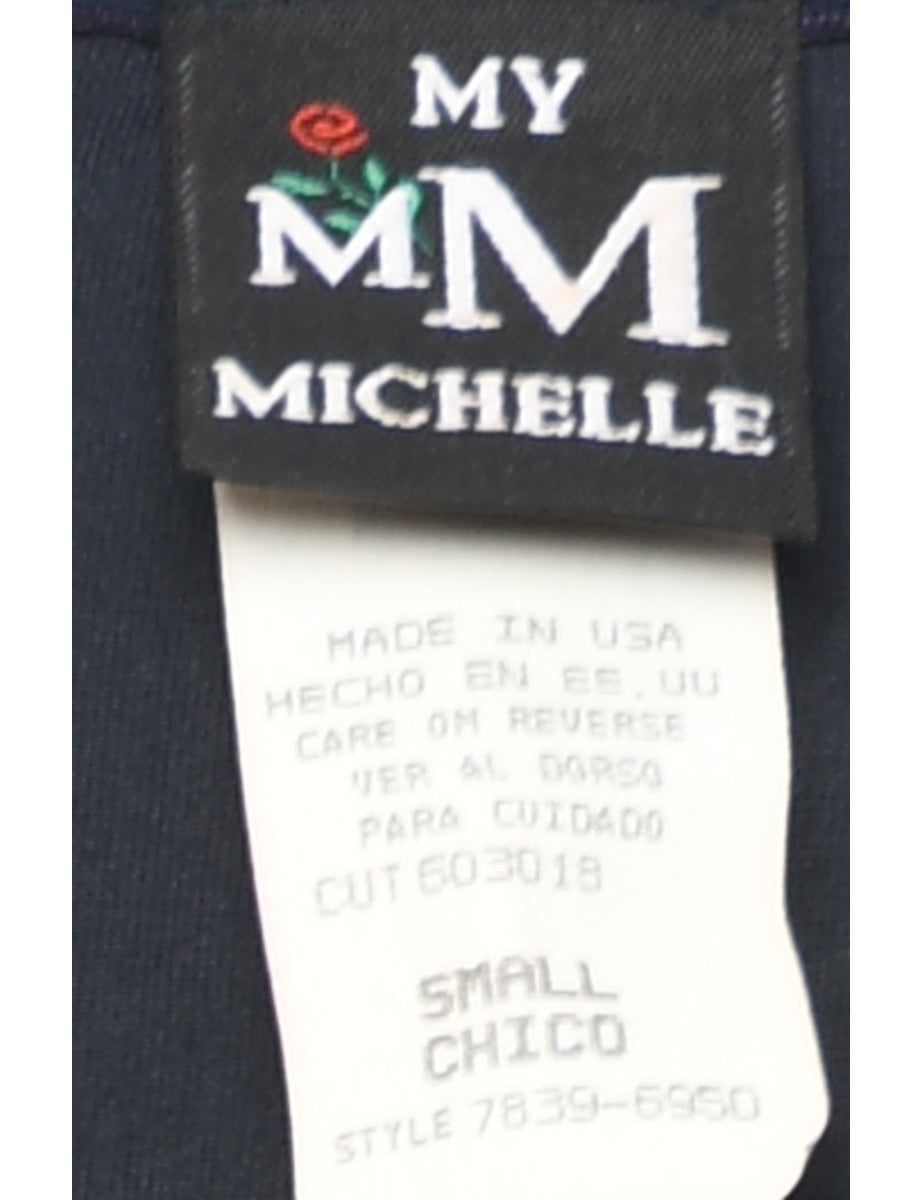 MY
MM
MICHELLE
MADE IN USA
HECHO EN EE.UU
CARE ON REVERSE
VER AL DORSO
PARA CUIDADO
CUT 603018
SMALL
CHICO
STYLE 7839-6950